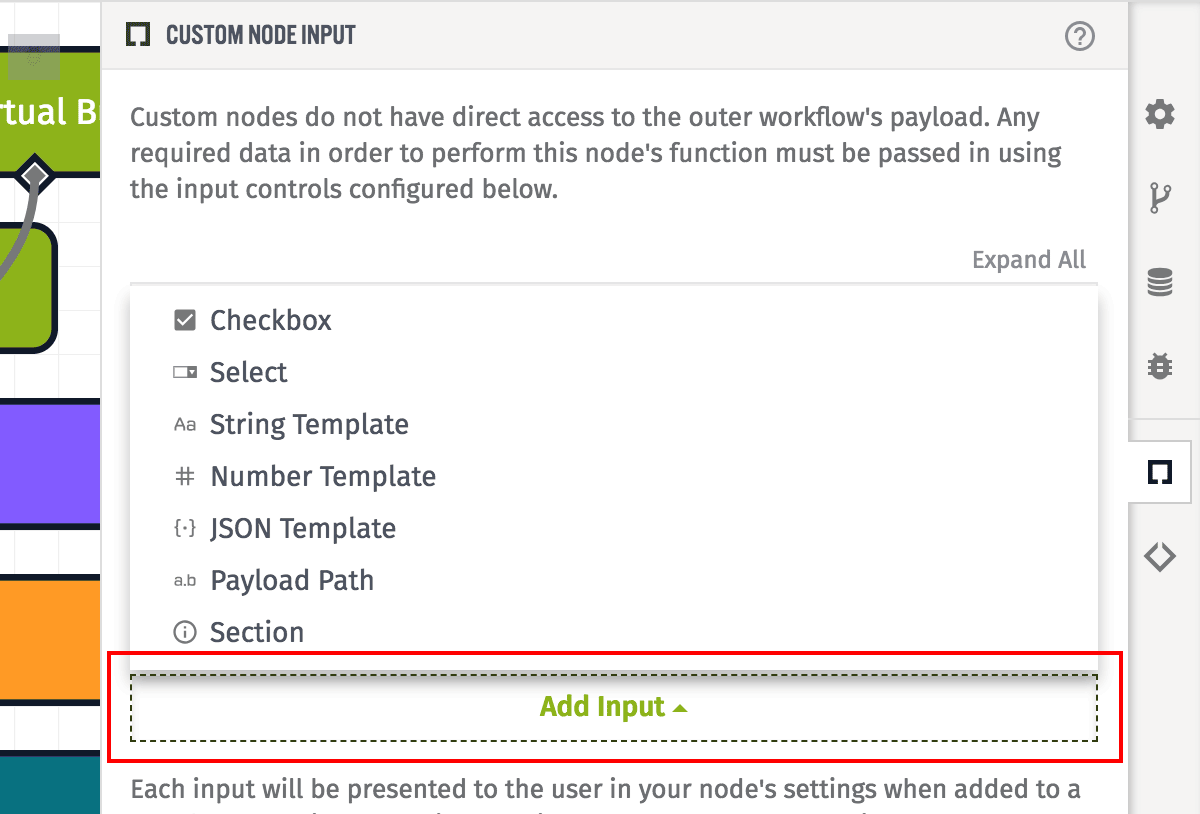 CUSTOM NODE INPUT
rtual B
Custom nodes do not have direct access to the outer workflow's payload. Any
required data in order to perform this node's function must be passed in using
the input controls configured below.
Expand All
Checkbox
Select
Aa String Template
# Number Template
{·} JSON Template
a.b Payload Path
Section
Add Input
Each input will be presented to the user in your node's settings when added to a